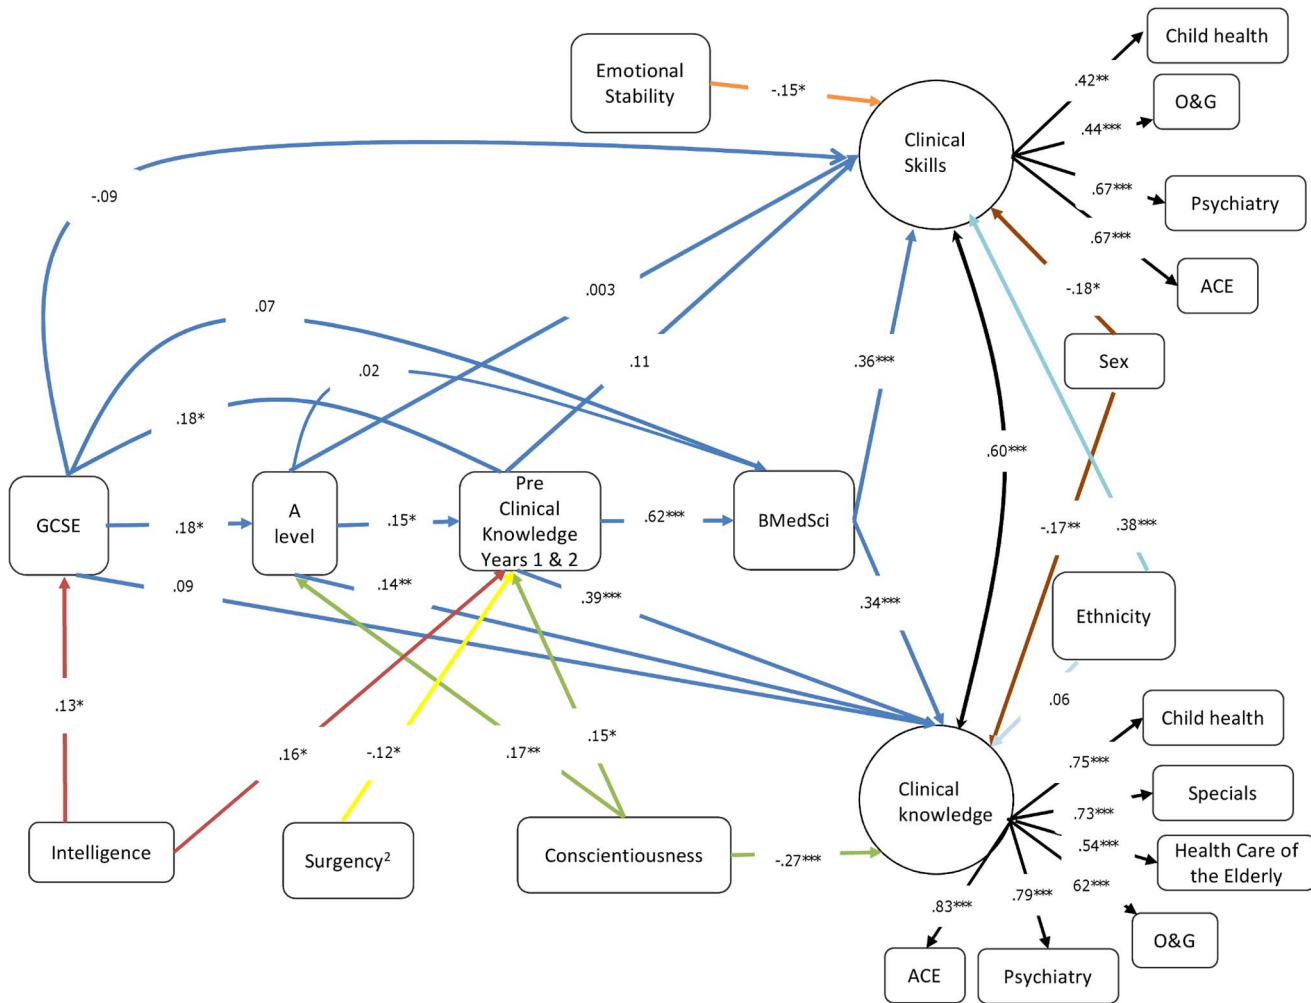 Child health
Emotional
Stability
-.15*
.42**
O&G
.44***
Clinical
Skills
-.09
.67***
Psychiatry
.67***
ACE
.003
-.18*
.07
Sex
.02
.11
.36***
.18*
.60***
GCSE
.18*
A
level
.15*
Pre
Clinical
Knowledge
Years 1 & 2
.62***
BMedSci
-.17**
.38***
.09
.14**
.39***
.34***
Ethnicity
.13*
.06
Child health
.16*
-.12*
.17**
.15*
.75***
Clinical
knowledge
Specials
.73***
Intelligence
Surgency²
Conscientiousness
-.27***
.54***
Health Care of
the Elderly
62***
.79***
.83***
O&G
ACE
Psychiatry